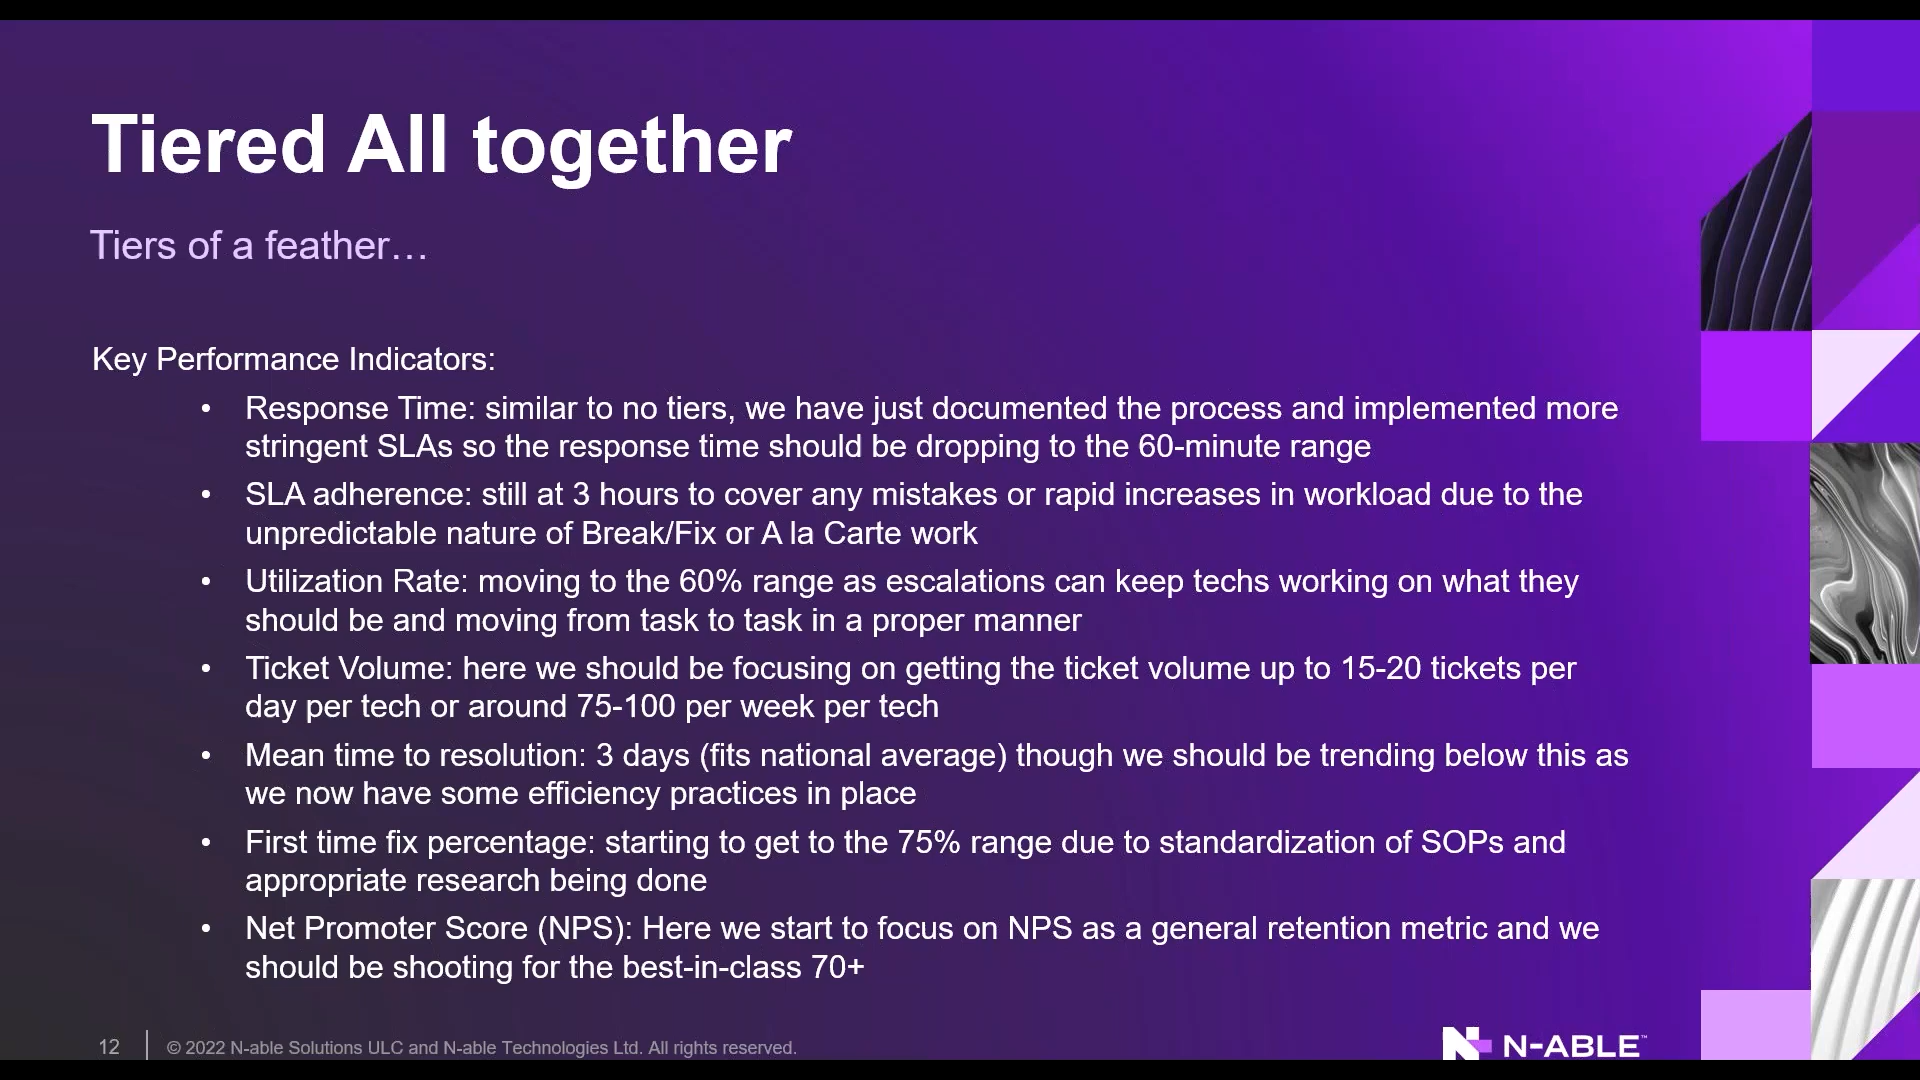 Tiered All together
Tiers of a feather…
Key Performance Indicators:
• Response Time: similar to no tiers, we have just documented the process and implemented more
stringent SLAs so the response time should be dropping to the 60-minute range
• SLA adherence: still at 3 hours to cover any mistakes or rapid increases in workload due to the
unpredictable nature of Break/Fix or A la Carte work
• Utilization Rate: moving to the 60% range as escalations can keep techs working on what they
should be and moving from task to task in a proper manner
• Ticket Volume: here we should be focusing on getting the ticket volume up to 15-20 tickets per
day per tech or around 75-100 per week per tech
• Mean time to resolution: 3 days (fits national average) though we should be trending below this as
we now have some efficiency practices in place
• First time fix percentage: starting to get to the 75% range due to standardization of SOPs and
appropriate research being done
• Net Promoter Score (NPS): Here we start to focus on NPS as a general retention metric and we
should be shooting for the best-in-class 70+
12
© 2022 N-able Solutions ULC and N-able Technologies Ltd. All rights reserved.
N-ABLE™